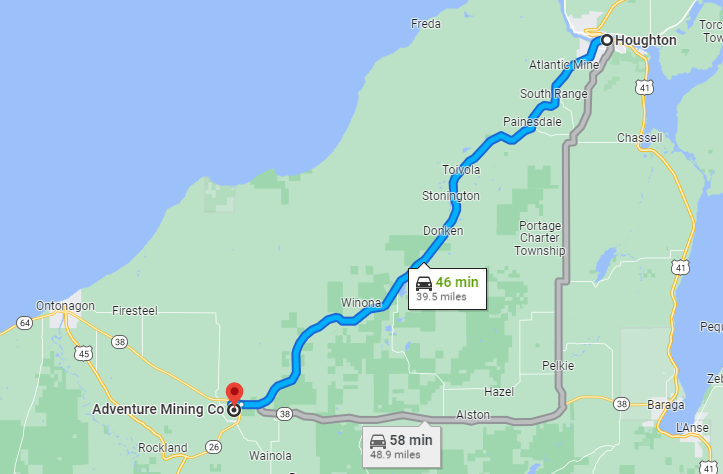 Freda
Houghton
Torc
Tow
Atlantic Mine
41
South Range
Painesdale
Chassell
Toivola
Stonington
Donken
Portage
Charter
Township
41
46 min
39.5 miles
Winona
Ontonagon
Firesteel
64
38
45
Pequ
Pelkie
Zeb
Hazel
Adventure Mining Co
38
Alston
38
Baraga
L'Anse
58 min
48.9 miles
Rockland
26
Wainola
41